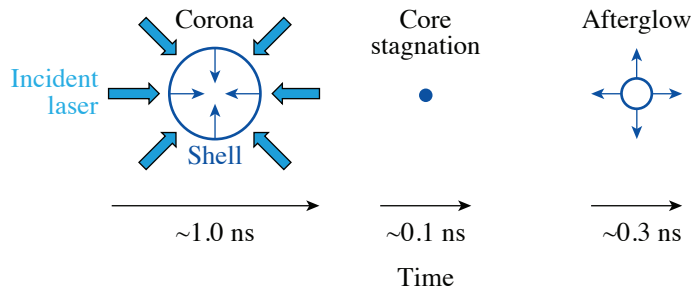 Corona
Core
stagnation
Afterglow
Incident
laser
Shell
~1.0 ns
~0.1 ns
~0.3 ns
Time